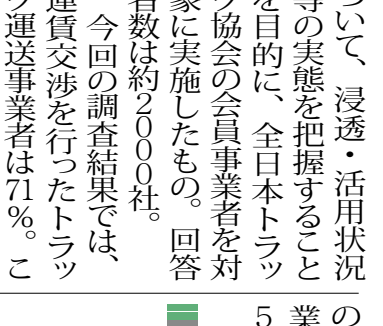 ついて、浸透・活用状況
等の実態を把握すること
を目的に、全日本トラッ
ク協会の会員事業者を対
象に実施したもの。回答
者数は約2000社。
今回の調査結果では、
運賃交渉を行ったトラッ
ク運送事業者は71%。こ
の
業
5